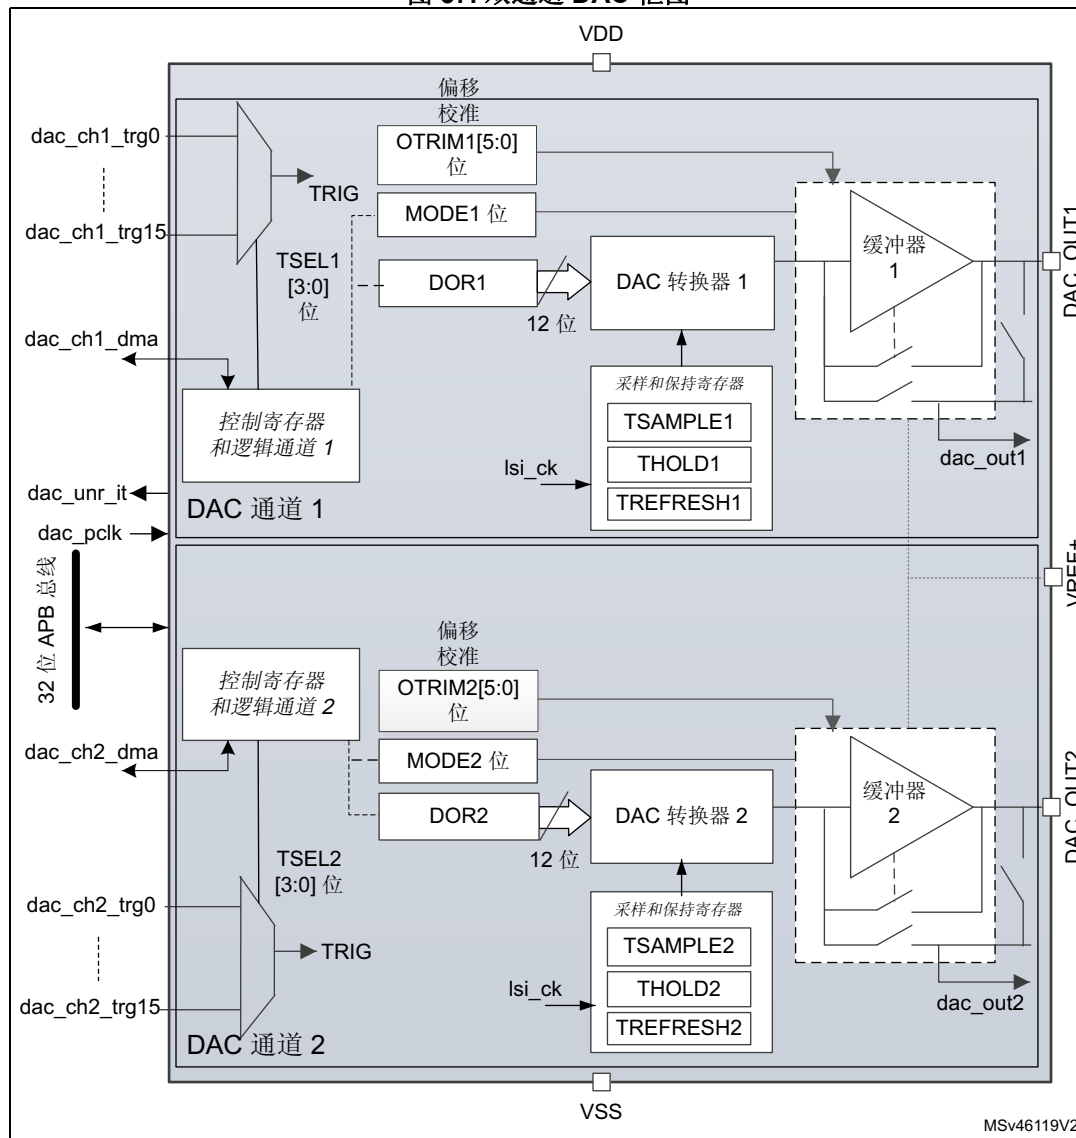 VDD
偏移
校准
OTRIM1[5:0]
位
dac_ch1_trg0
TRIG
MODE1 位
dac_ch1_trg15
TSEL1
[3:0]
位
DOR1
12 位
DAC 转换器 1
缓冲器
1
DAC_OUT1
dac_ch1_dma
控制寄存器
和逻辑通道 1
采样和保持寄存器
TSAMPLE1
THOLD1
TREFRESH1
lsi_ck
dac_out1
dac_unr_it
DAC 通道 1
dac_pclk
32 位 APB 总线
VREF+
偏移
校准
控制寄存器
和逻辑通道 2
OTRIM2[5:0]
位
dac_ch2_dma
MODE2 位
DOR2
12 位
DAC 转换器 2
缓冲器
2
DAC_OUT2
TSEL2
[3:0] 位
dac_ch2_trg0
TRIG
dac_ch2_trg15
采样和保持寄存器
TSAMPLE2
THOLD2
TREFRESH2
lsi_ck
dac_out2
DAC 通道 2
VSS
MSv46119V2